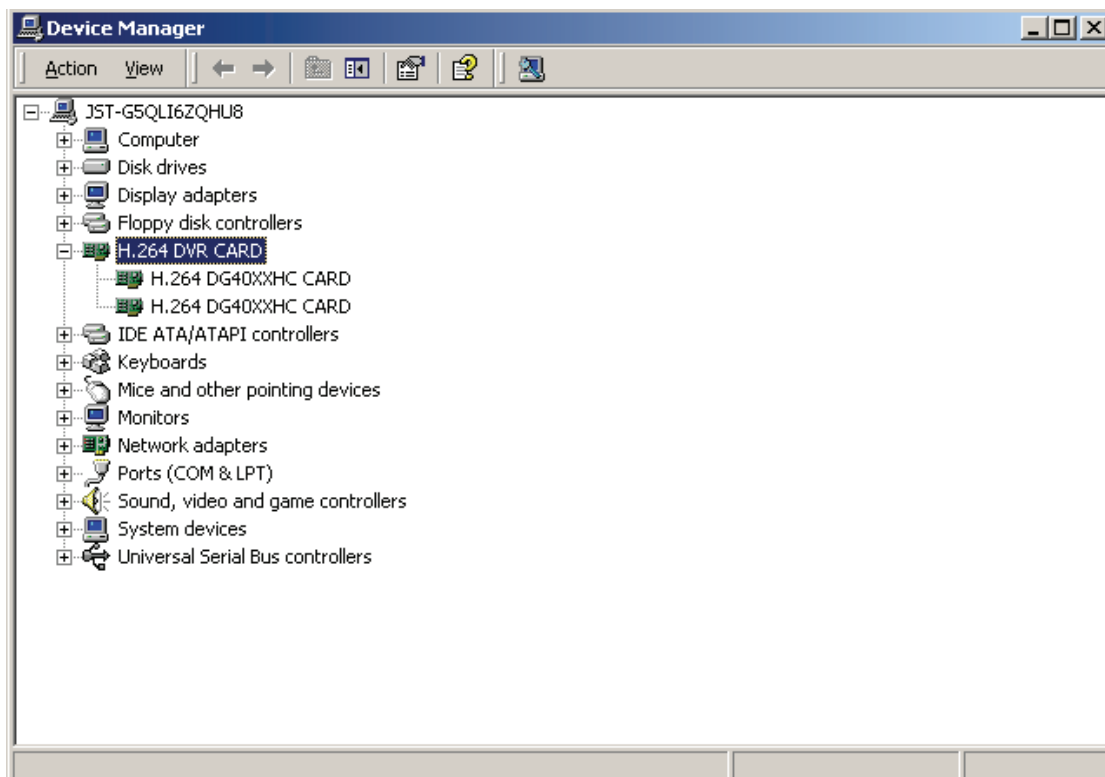 Device Manager
Action View
JST-G5QLI6ZQHU8
Computer
Disk drives
Display adapters
Floppy disk controllers
H.264 DVR CARD
H.264 DG40XXHC CARD
H.264 DG40XXHC CARD
IDE ATA/ATAPI controllers
Keyboards
Mice and other pointing devices
Monitors
Network adapters
Ports (COM & LPT)
Sound, video and game controllers
System devices
Universal Serial Bus controllers